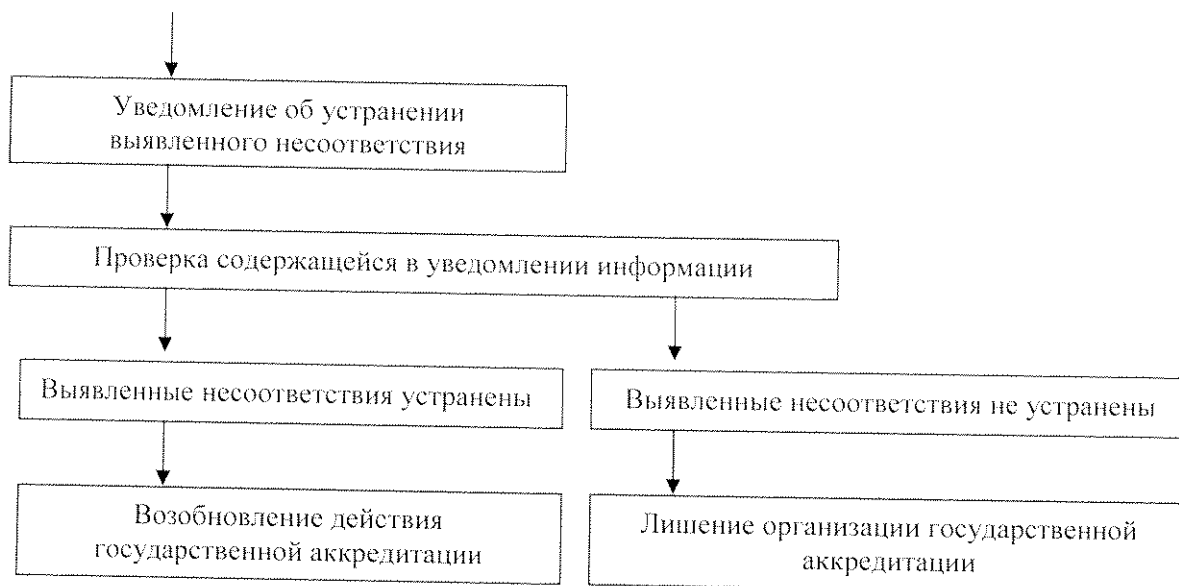 Уведомление об устранении
выявленного несоответствия
Проверка содержащейся в уведомлении информации
Выявленные несоответствия устранены
Выявленные несоответствия не устранены
Возобновление действия
государственной аккредитации
Лишение организации государственной
аккредитации